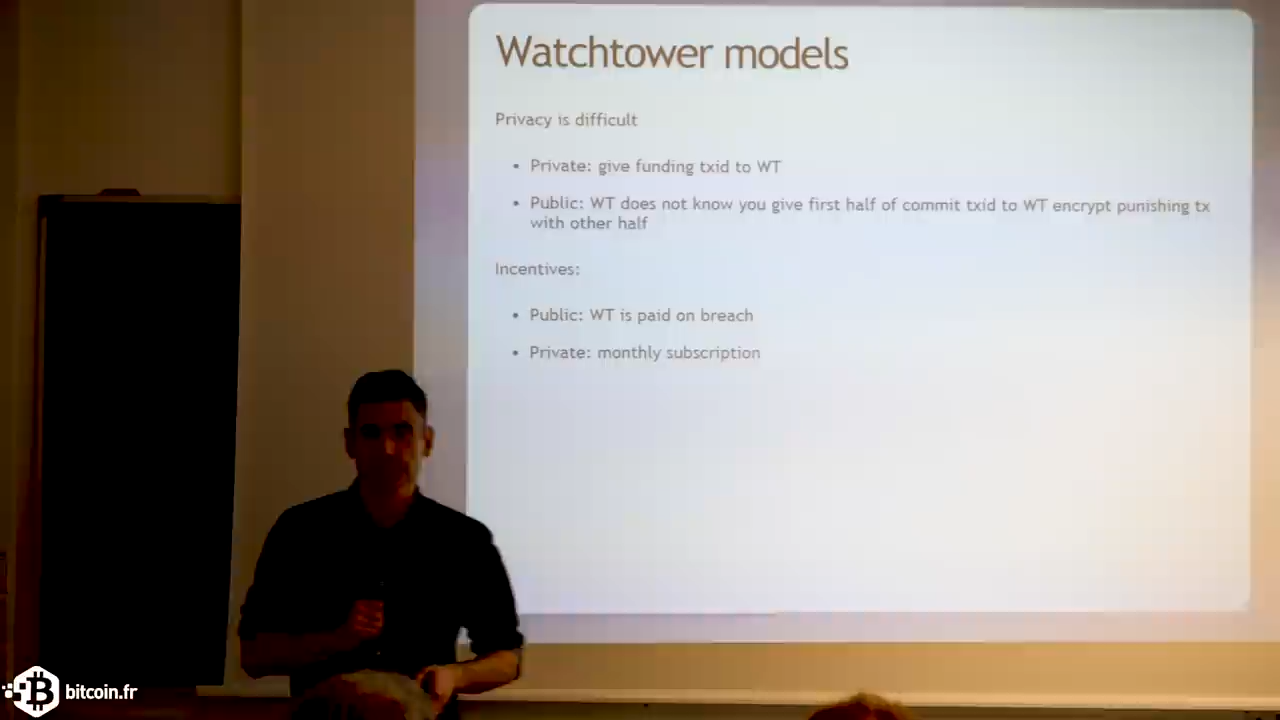 Watchtower models
Privacy is difficult
• Private: give funding txid to WT
• Public: WT does not know you give first half of commit txid to WT encrypt punishing tx
with other half
Incentives:
• Public: WT is paid on breach
• Private: monthly subscription
bitcoin.fr